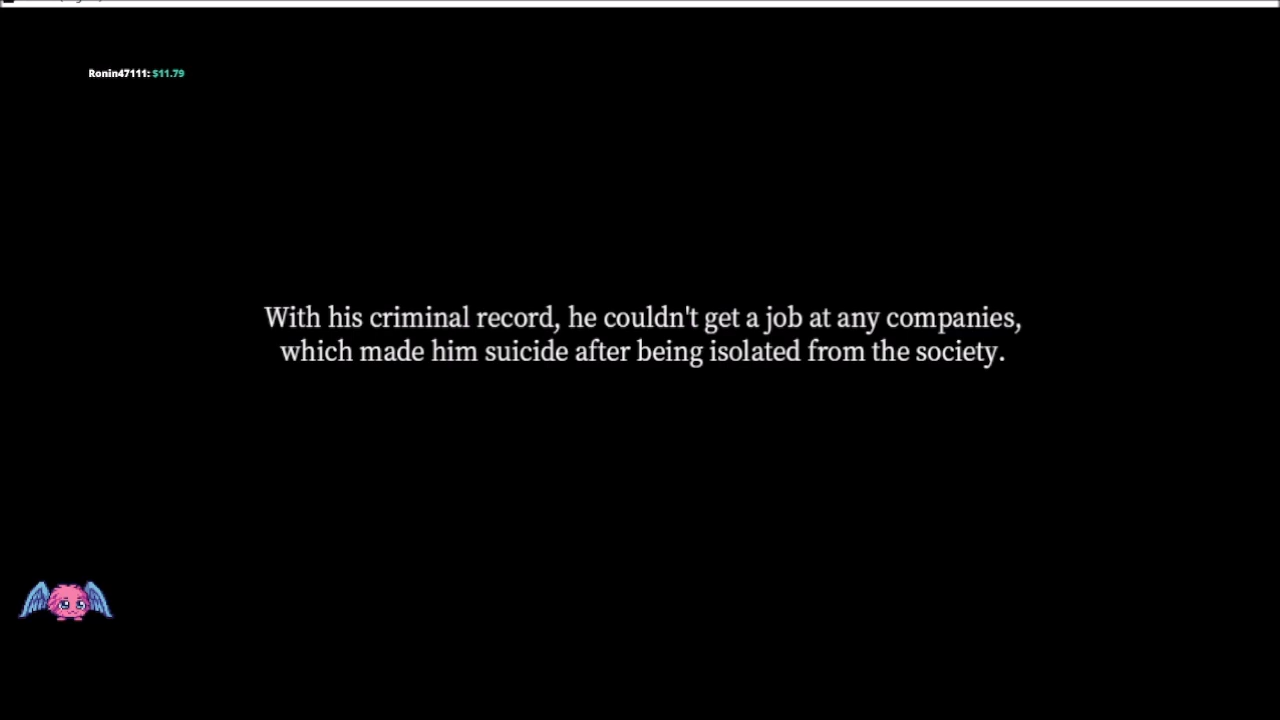 Ronin47111: $11.79
With his criminal record, he couldn't get a job at any companies,
which made him suicide after being isolated from the society.